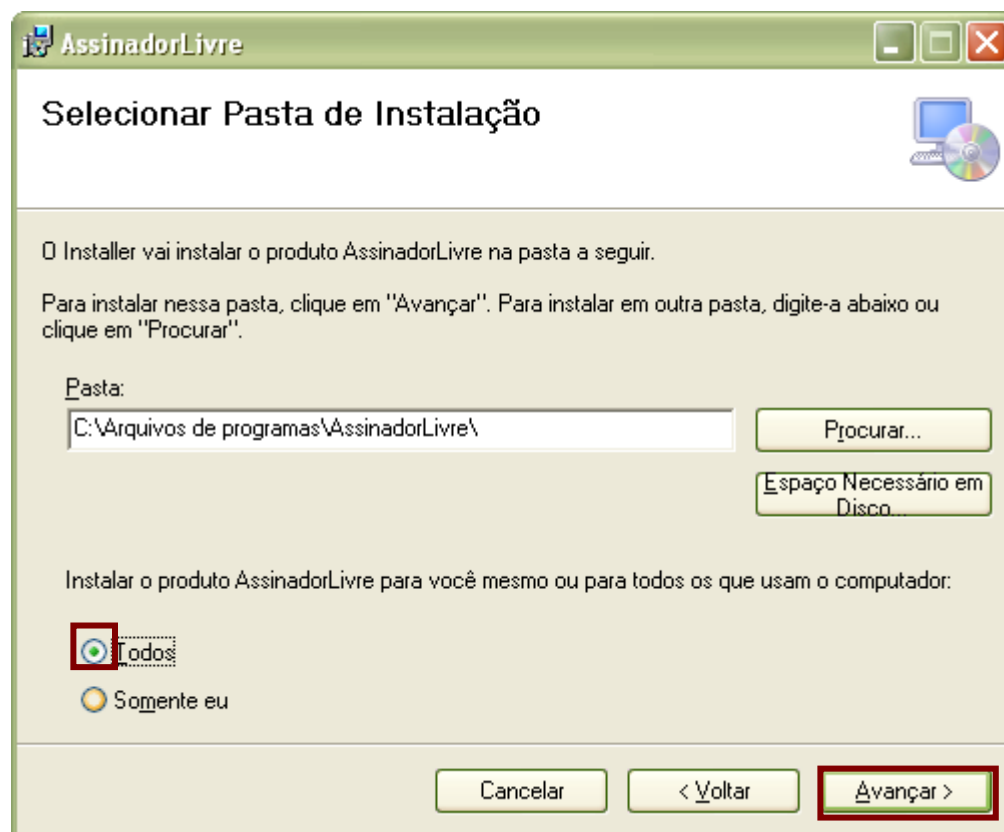 AssinadorLivre
Selecionar Pasta de Instalação
O Installer vai instalar o produto AssinadorLivre na pasta a seguir.
Para instalar nessa pasta, clique em "Avançar". Para instalar em outra pasta, digite-a abaixo ou
clique em "Procurar".
Pasta:
C:\Arquivos de programas\AssinadorLivre\
Procurar...
Espaço Necessário em
Disco...
Instalar o produto AssinadorLivre para você mesmo ou para todos os que usam o computador:
Todos
Somente eu
Cancelar
< Voltar
Avançar >